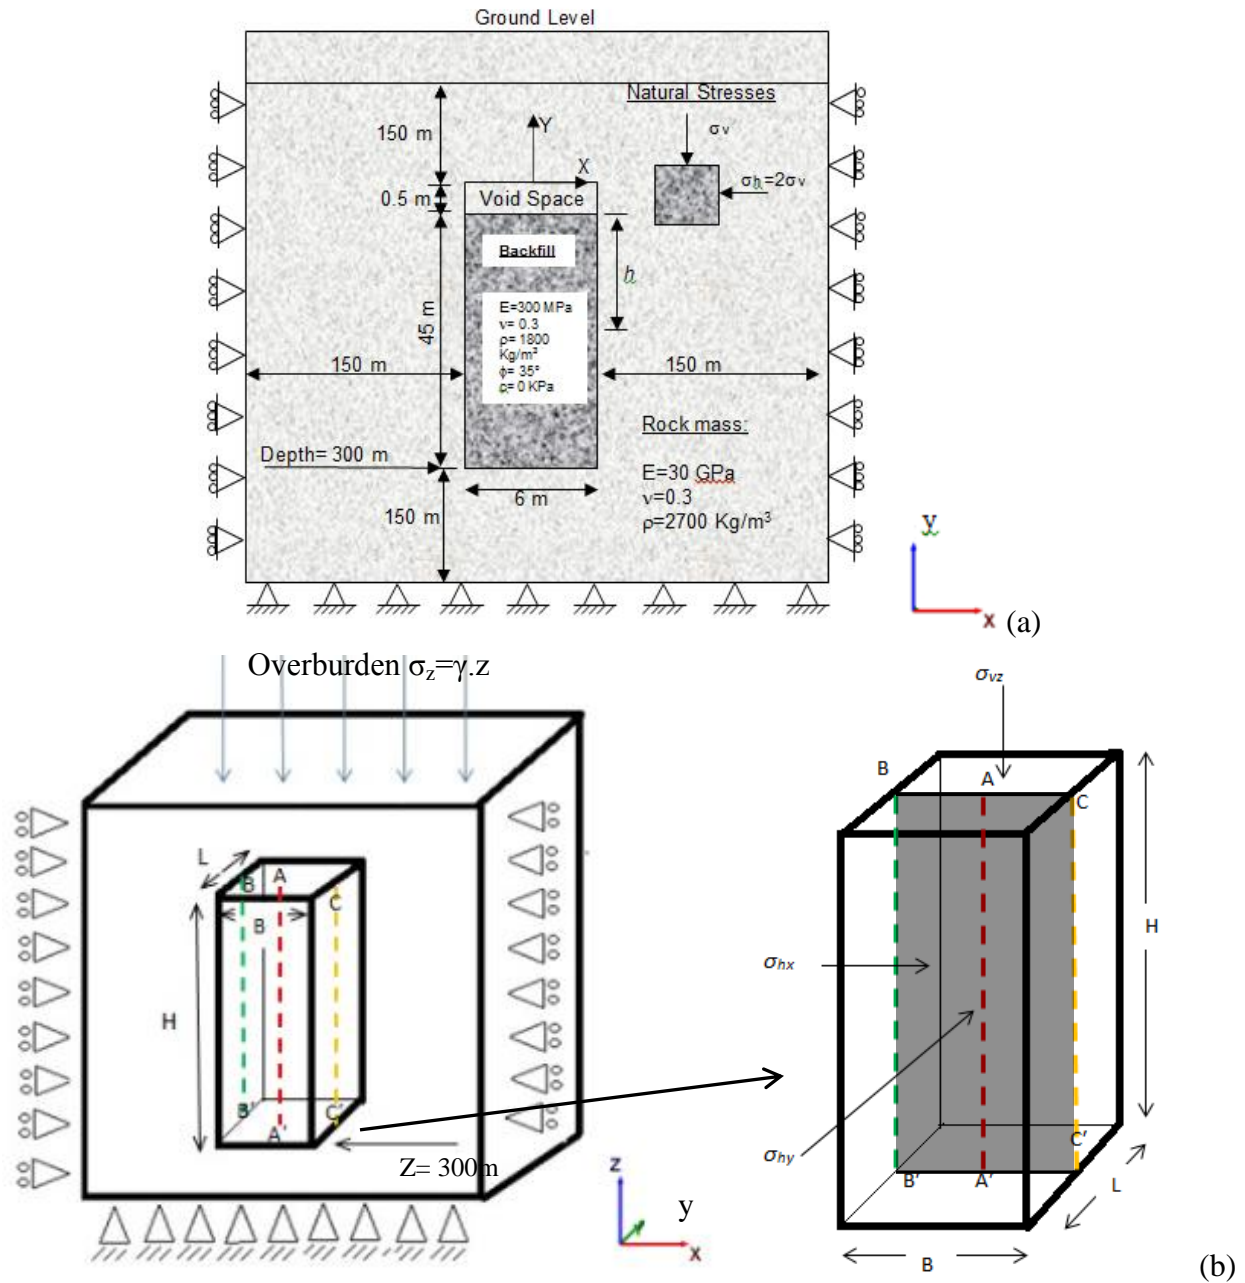 Ground Level
Natural Stresses
σv
σh=2σv
150 m
Y
X
0.5 m
Void Space
Backfill
h
E=300 MPa
ν= 0.3
ρ= 1800
Kg/m³
ϕ= 35°
c= 0 KPa
45 m
150 m
150 m
Rock mass:
Depth= 300 m
E=30 GPa
ν=0.3
ρ=2700 Kg/m³
6 m
150 m
y
x
(a)
Overburden σz=γ.z
L
B
A
C
B
H
B'
A'
C'
Z= 300m
z
y
x
σvz
B
A
C
H
σhx
σhy
C'
B'
A'
L
B
(b)